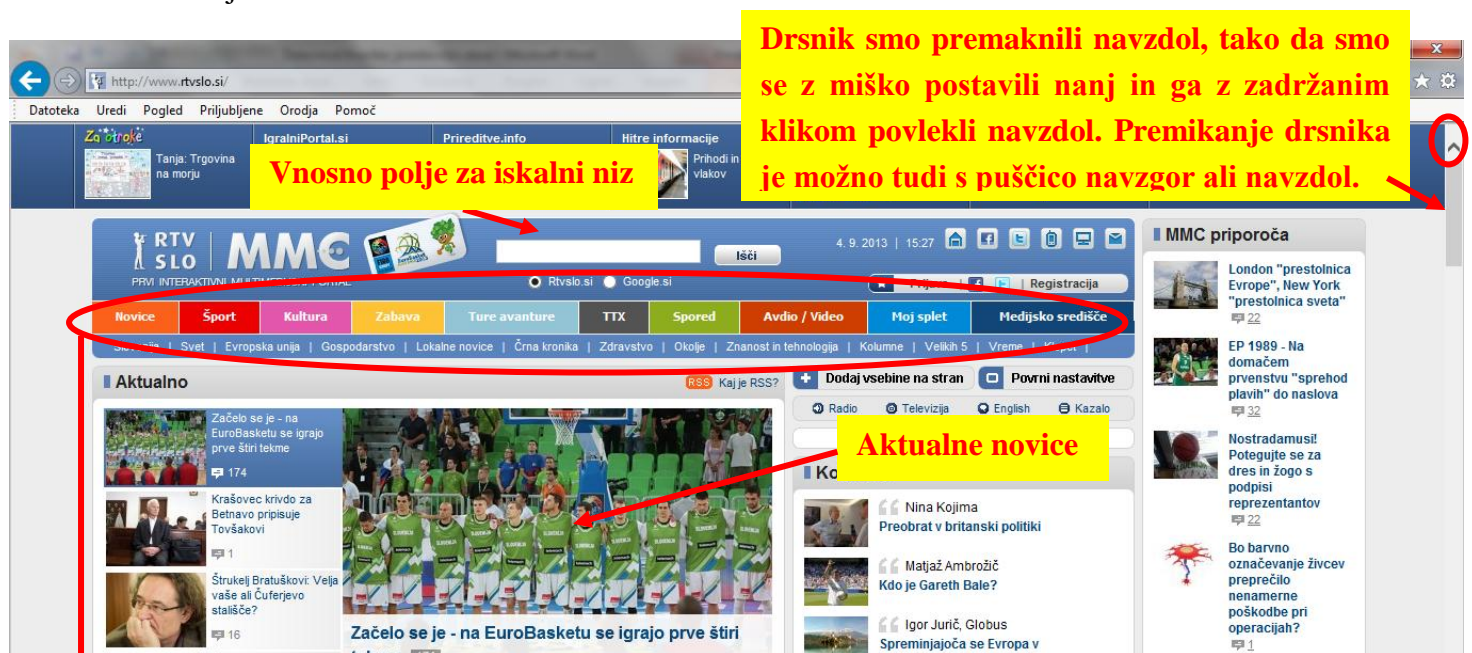 Drsnik smo premaknili navzdol, tako da smo
se z miško postavili nanj in ga z zadržanim
klikom povlekli navzdol. Premikanje drsnika
je možno tudi s puščico navzgor ali navzdol.
http://www.rtvslo.si/
Datoteka Uredi Pogled Priljubljene Orodja Pomoč
Za otroke
Tanja: Trgovina
na morju
IgralniPortal.si
Prireditve.info
Hitre informacije
Prihodi in
vlakov
Vnosno polje za iskalni niz
RTV
SLO
MMC
PRVI INTERAKTIVNI MULTIMEDIJSKI PORTAL
Išči
Rtvslo.si Google.si
4. 9. 2013 | 15:27
Prijava | | Registracija
Novice Šport Kultura Zabava Ture avanture TTX Spored Avdio / Video Moj splet Medijsko središče
Slovenija | Svet | Evropska unija | Gospodarstvo | Lokalne novice | Črna kronika | Zdravstvo | Okolje | Znanost in tehnologija | Kolumne | Velikih 5 | Vreme | Klepet |
Aktualno
RSS Kaj je RSS?
Začelo se je - na
EuroBasketu se igrajo
prve štiri tekme
174
Krašovec krivdo za
Betnavo pripisuje
Tovšakovi
1
Štrukelj Bratuškovi: Velja
vaše ali Čuferjevo
stališče?
16
Začelo se je - na EuroBasketu se igrajo prve štiri
Dodaj vsebine na stran
Povrni nastavitve
Radio Televizija English Kazalo
Aktualne novice
Ko
Nina Kojima
Preobrat v britanski politiki
Matjaž Ambrožič
Kdo je Gareth Bale?
Igor Jurič, Globus
Spreminjajoča se Evropa v
MMC priporoča
London "prestolnica
Evrope", New York
"prestolnica sveta"
22
EP 1989 - Na
domačem
prvenstvu "sprehod
plavih" do naslova
32
Nostradamusi!
Potegujte se za
dres in žogo s
podpisi
reprezentantov
22
Bo barvno
označevanje živcev
preprečilo
nenamerne
poškodbe pri
operacijah?
1